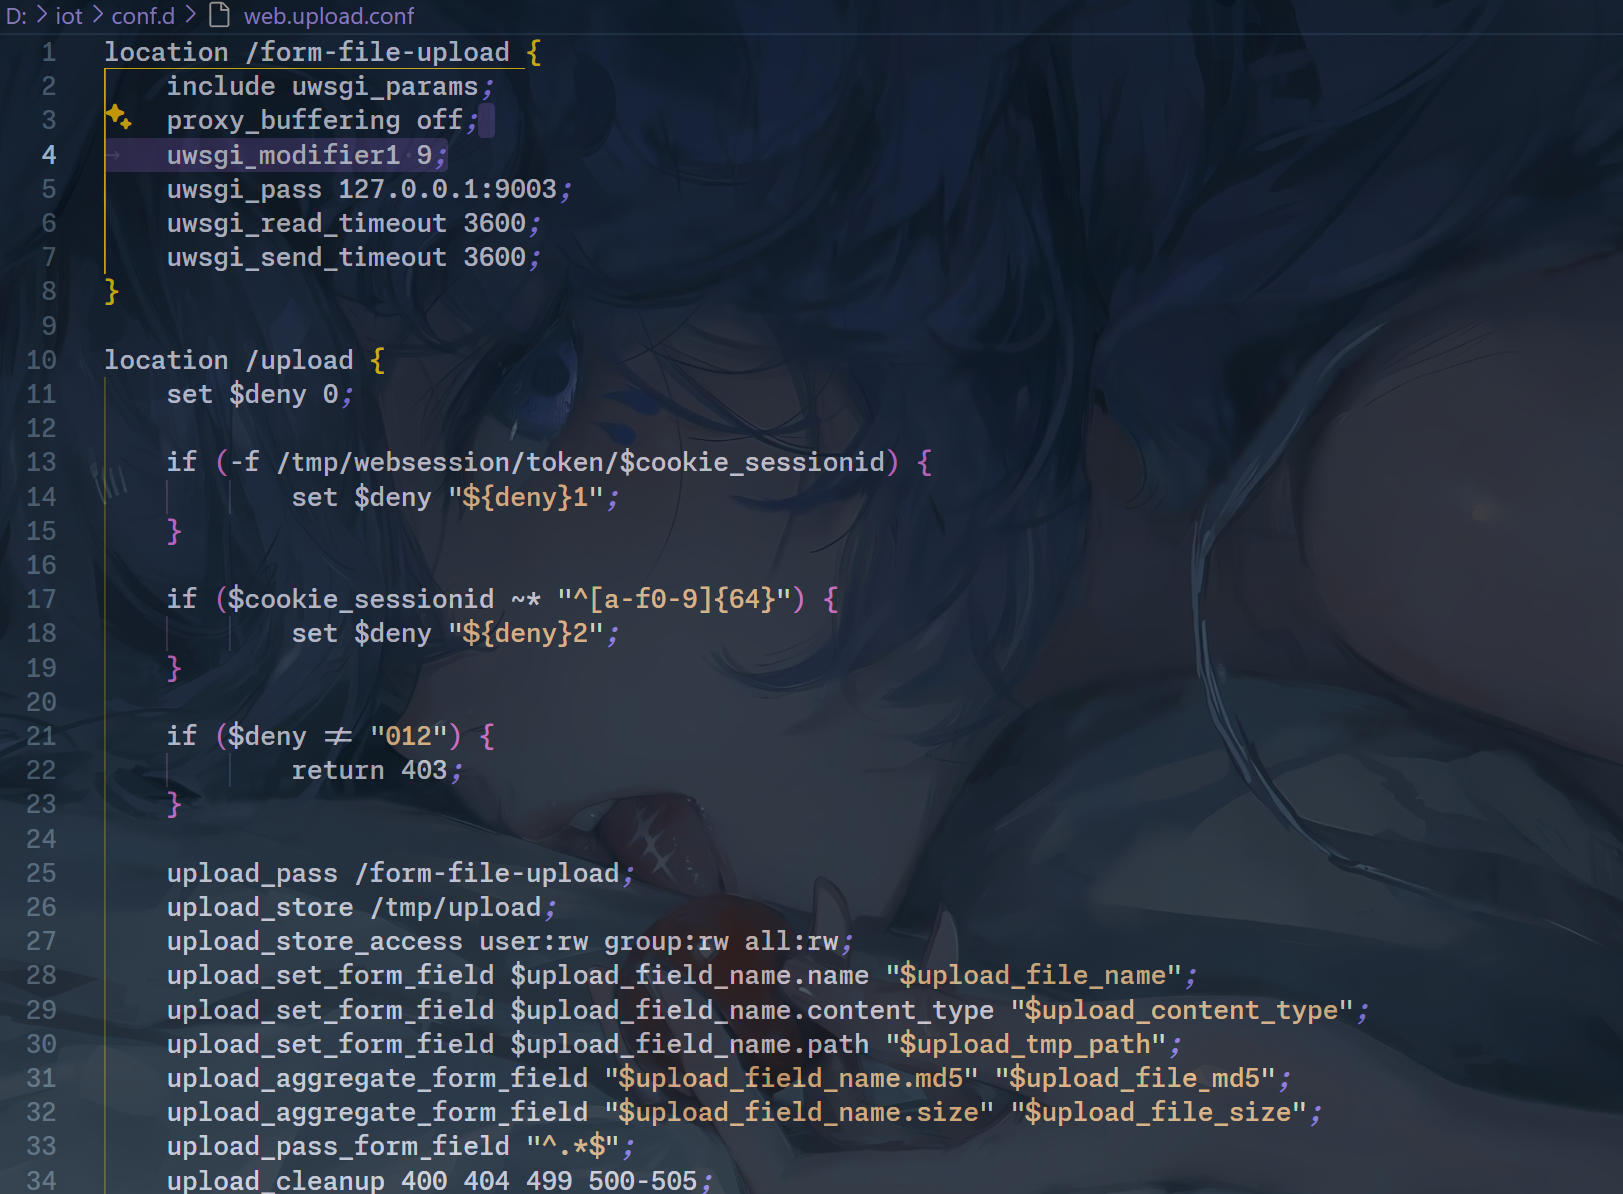 D: > iot > conf.d > web.upload.conf
1 location /form-file-upload {
2     include uwsgi_params;
3     proxy_buffering off;
4     uwsgi_modifier1 9;
5     uwsgi_pass 127.0.0.1:9003;
6     uwsgi_read_timeout 3600;
7     uwsgi_send_timeout 3600;
8 }
9
10 location /upload {
11     set $deny 0;
12
13     if (-f /tmp/websession/token/$cookie_sessionid) {
14             set $deny "${deny}1";
15     }
16
17     if ($cookie_sessionid ~* "^[a-f0-9]{64}") {
18             set $deny "${deny}2";
19     }
20
21     if ($deny != "012") {
22             return 403;
23     }
24
25     upload_pass /form-file-upload;
26     upload_store /tmp/upload;
27     upload_store_access user:rw group:rw all:rw;
28     upload_set_form_field $upload_field_name.name "$upload_file_name";
29     upload_set_form_field $upload_field_name.content_type "$upload_content_type";
30     upload_set_form_field $upload_field_name.path "$upload_tmp_path";
31     upload_aggregate_form_field "$upload_field_name.md5" "$upload_file_md5";
32     upload_aggregate_form_field "$upload_field_name.size" "$upload_file_size";
33     upload_pass_form_field "^.*$";
34     upload_cleanup 400 404 499 500-505;